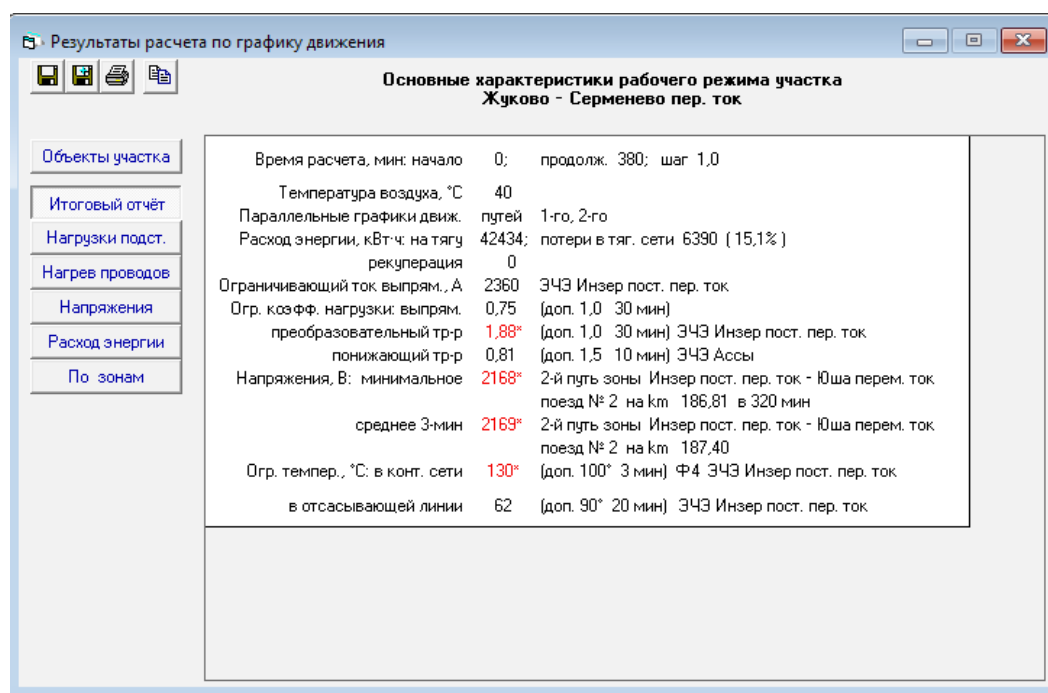 Результаты расчета по графику движения
Основные характеристики рабочего режима участка
Жуково - Серменево пер. ток
Объекты участка
Итоговый отчёт
Нагрузки подст.
Нагрев проводов
Напряжения
Расход энергии
По зонам
Время расчета, мин: начало 0; продолж. 380; шаг 1,0
Температура воздуха, °C 40
Параллельные графики движ. путей 1-го, 2-го
Расход энергии, кВт·ч: на тягу 42434; потери в тяг. сети 6390 ( 15,1% )
рекуперация 0
Ограничивающий ток выпрям., А 2360 ЭЧЭ Инзер пост. пер. ток
Огр. коэфф. нагрузки: выпрям. 0,75 (доп. 1,0 30 мин)
преобразовательный тр-р 1,88* (доп. 1,0 30 мин) ЭЧЭ Инзер пост. пер. ток
понижающий тр-р 0,81 (доп. 1,5 10 мин) ЭЧЭ Ассы
Напряжения, В: минимальное 2168* 2-й путь зоны Инзер пост. пер. ток - Юша перем. ток
поезд № 2 на km 186,81 в 320 мин
среднее 3-мин 2169* 2-й путь зоны Инзер пост. пер. ток - Юша перем. ток
поезд № 2 на km 187,40
Огр. темпер., °C: в конт. сети 130* (доп. 100° 3 мин) Ф4 ЭЧЭ Инзер пост. пер. ток
в отсасывающей линии 62 (доп. 90° 20 мин) ЭЧЭ Инзер пост. пер. ток